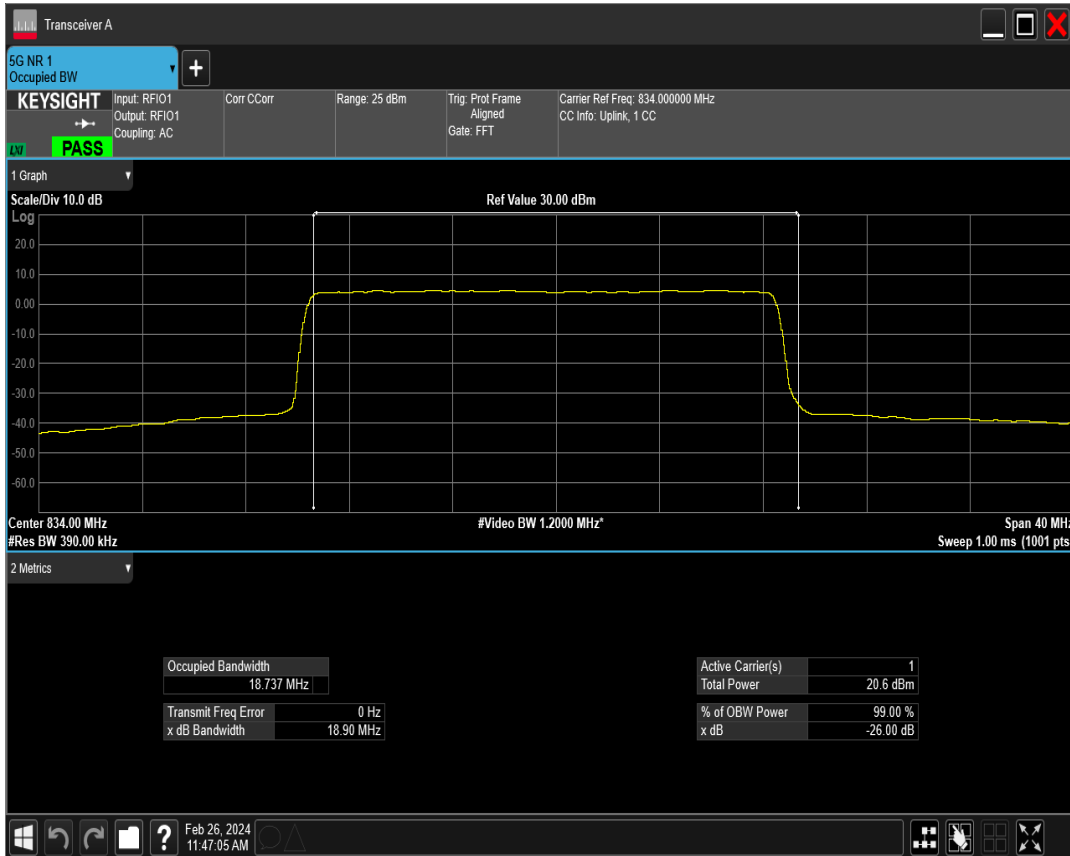 Transceiver A
5G NR 1
Occupied BW
+
KEYSIGHT
LXI
PASS
Input: RFIO1
Output: RFIO1
Coupling: AC
Corr CCorr
Range: 25 dBm
Trig: Prot Frame
Aligned
Gate: FFT
Carrier Ref Freq: 834.000000 MHz
CC Info: Uplink, 1 CC
1 Graph
Scale/Div 10.0 dB
Ref Value 30.00 dBm
Log
20.0
10.0
0.00
-10.0
-20.0
-30.0
-40.0
-50.0
-60.0
Center 834.00 MHz
#Video BW 1.2000 MHz*
Span 40 MHz
#Res BW 390.00 kHz
Sweep 1.00 ms (1001 pts
2 Metrics
Occupied Bandwidth
18.737 MHz
Transmit Freq Error 0 Hz
x dB Bandwidth 18.90 MHz
Active Carrier(s) 1
Total Power 20.6 dBm
% of OBW Power 99.00 %
x dB -26.00 dB
?
Feb 26, 2024
11:47:05 AM